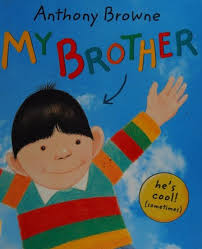 Anthony Browne
MY BROTHER
he's
cool!
(sometimes)